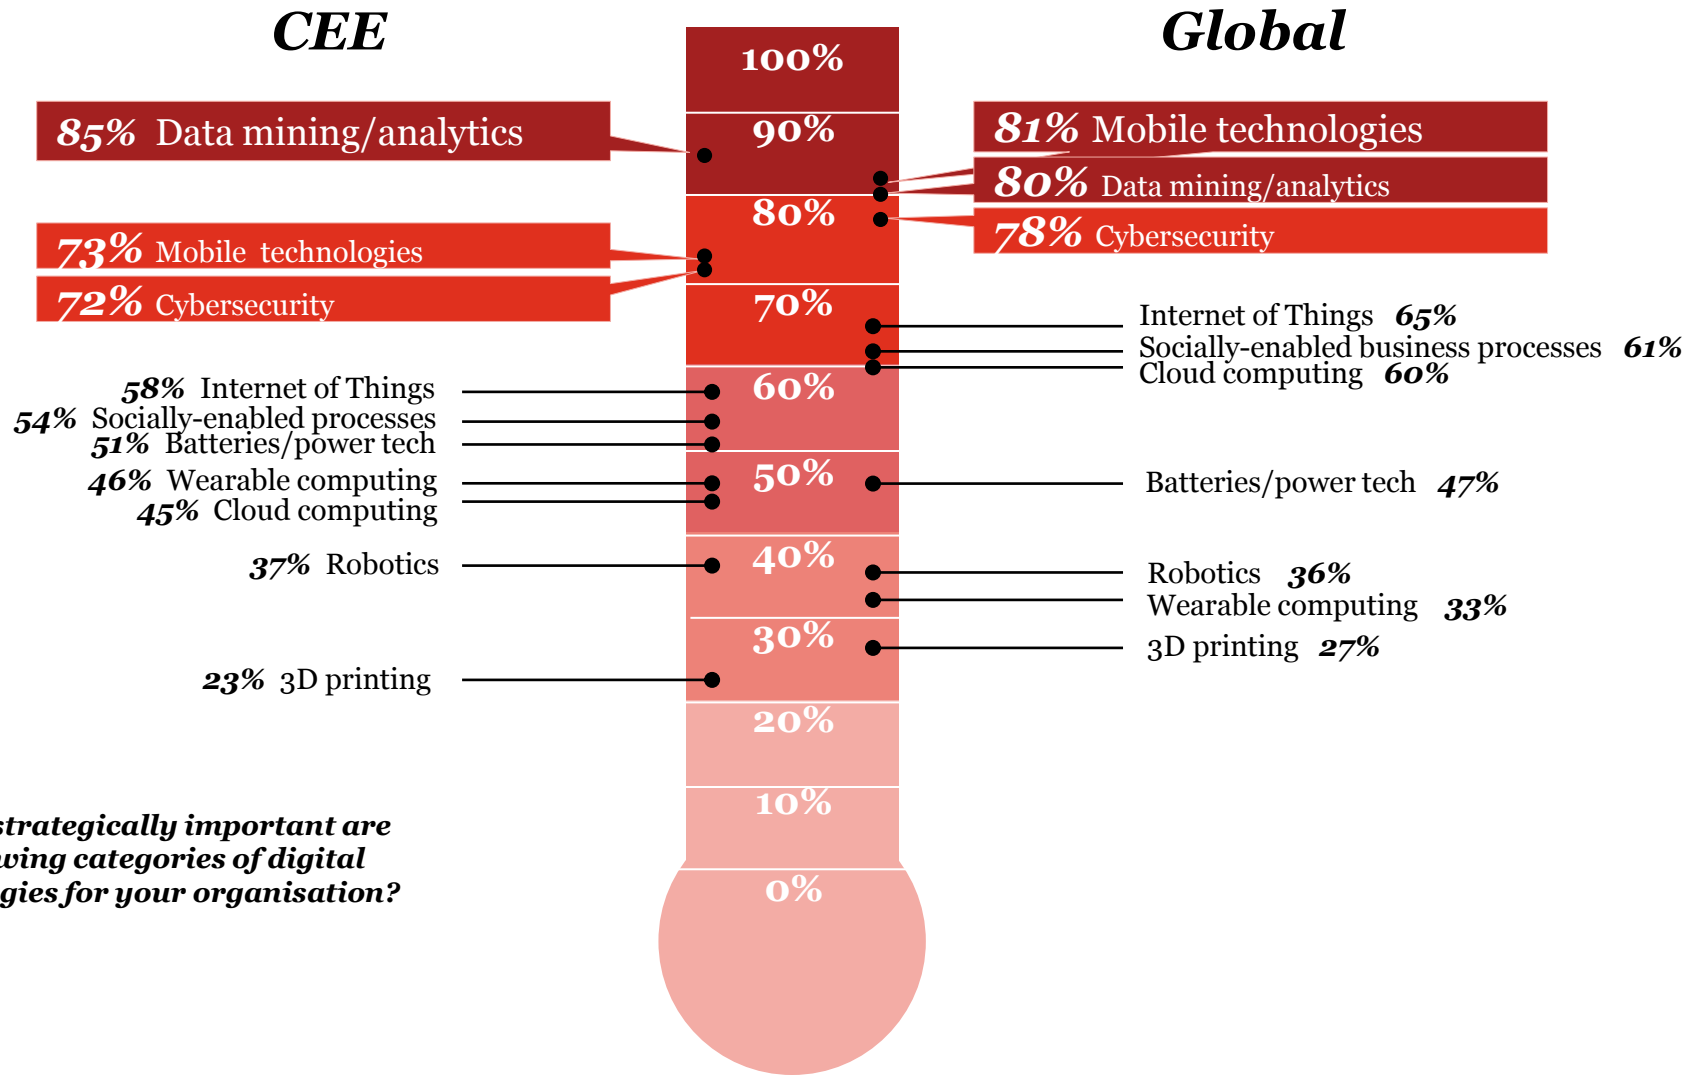 CEE
85% Data mining/analytics
73% Mobile technologies
72% Cybersecurity
58% Internet of Things
54% Socially-enabled processes
51% Batteries/power tech
46% Wearable computing
45% Cloud computing
37% Robotics
23% 3D printing
strategically important are
wing categories of digital
gies for your organisation?
100%
90%
80%
70%
60%
50%
40%
30%
20%
10%
0%
Global
81% Mobile technologies
80% Data mining/analytics
78% Cybersecurity
Internet of Things 65%
Socially-enabled business processes 61%
Cloud computing 60%
Batteries/power tech 47%
Robotics 36%
Wearable computing 33%
3D printing 27%